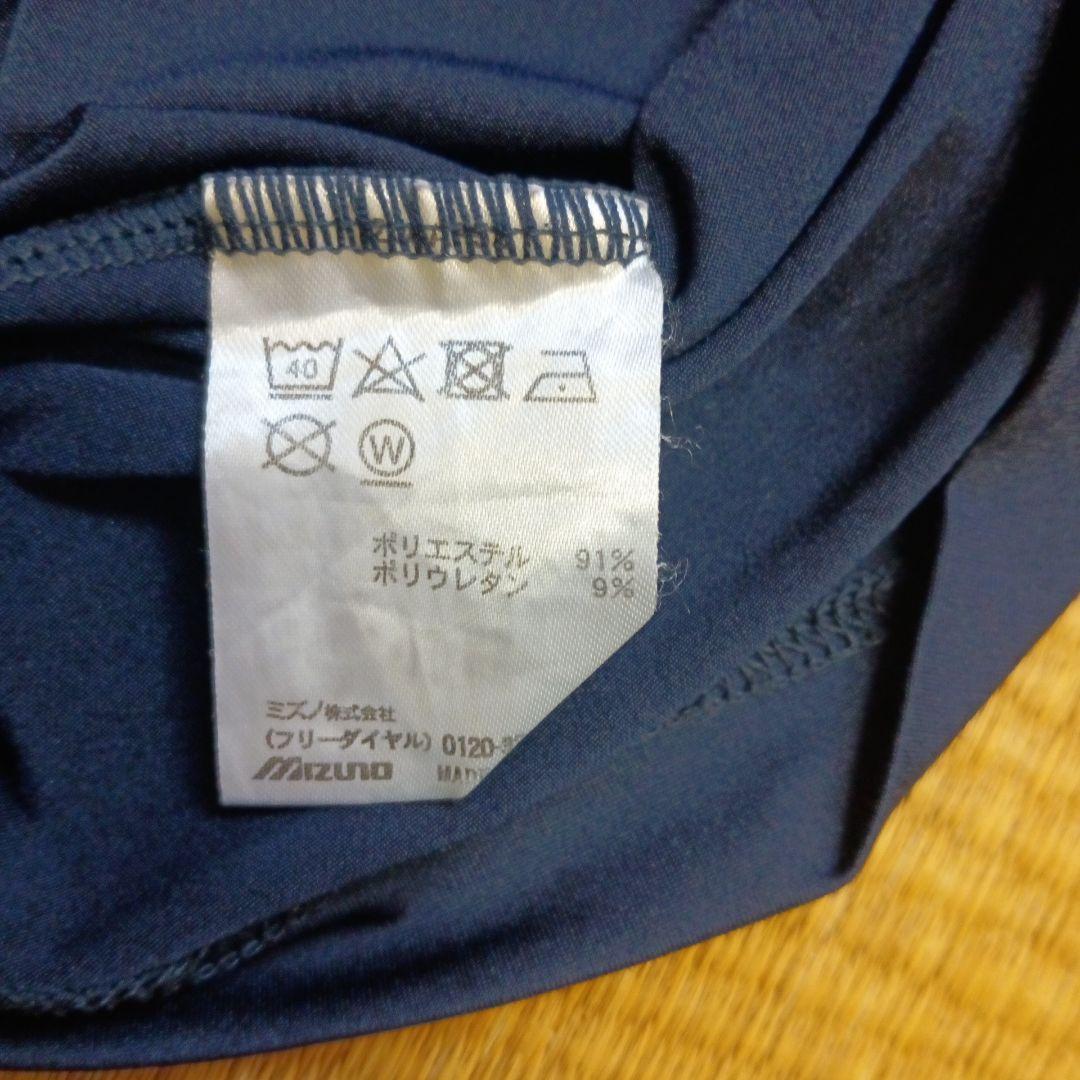 40
W
ポリエステル 91%
ポリウレタン 9%
ミズノ株式会社
(フリーダイヤル) 0120-
MIZUNO